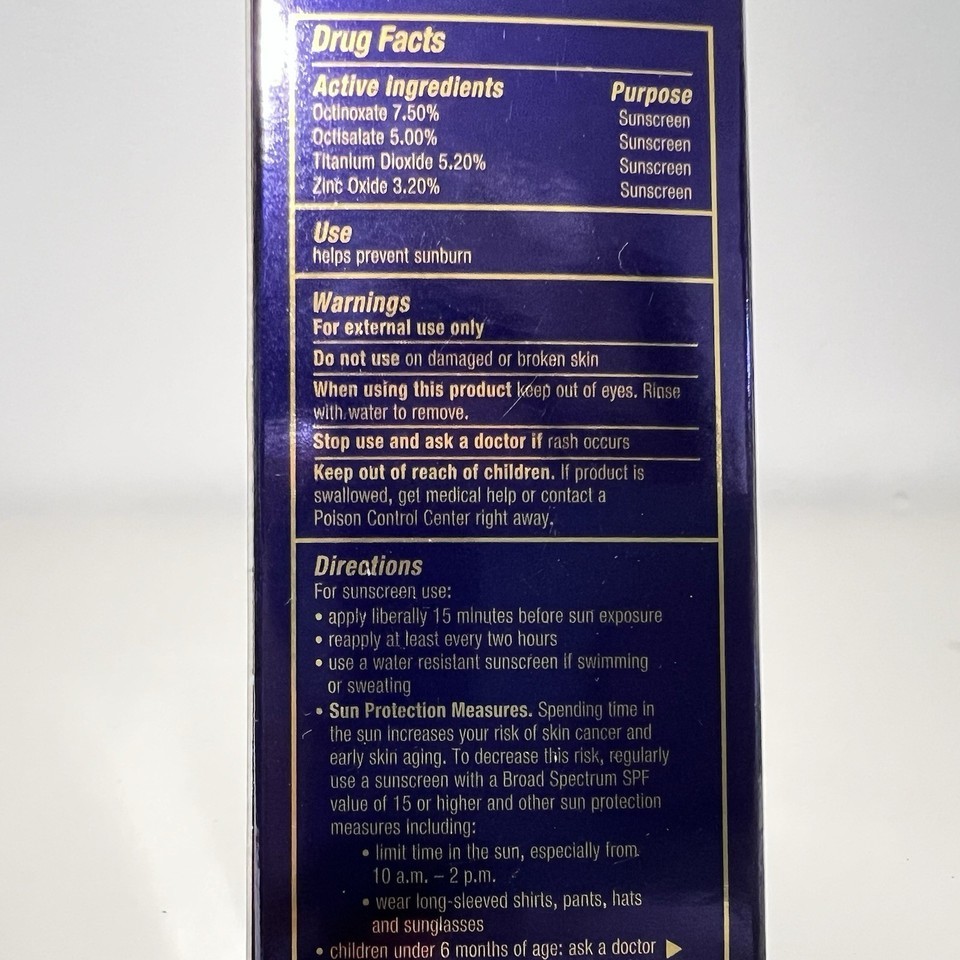 Drug Facts
Active ingredients Purpose
Octinoxate 7.50% Sunscreen
Octisalate 5.00% Sunscreen
Titanium Dioxide 5.20% Sunscreen
Zinc Oxide 3.20% Sunscreen
Use
helps prevent sunburn
Warnings
For external use only
Do not use on damaged or broken skin
When using this product keep out of eyes. Rinse
with water to remove.
Stop use and ask a doctor if rash occurs
Keep out of reach of children. If product is
swallowed, get medical help or contact a
Poison Control Center right away.
Directions
For sunscreen use:
• apply liberally 15 minutes before sun exposure
• reapply at least every two hours
• use a water resistant sunscreen if swimming
or sweating
• Sun Protection Measures. Spending time in
the sun increases your risk of skin cancer and
early skin aging. To decrease this risk, regularly
use a sunscreen with a Broad Spectrum SPF
value of 15 or higher and other sun protection
measures including:
• limit time in the sun, especially from
10 a.m. – 2 p.m.
• wear long-sleeved shirts, pants, hats
and sunglasses
• children under 6 months of age: ask a doctor